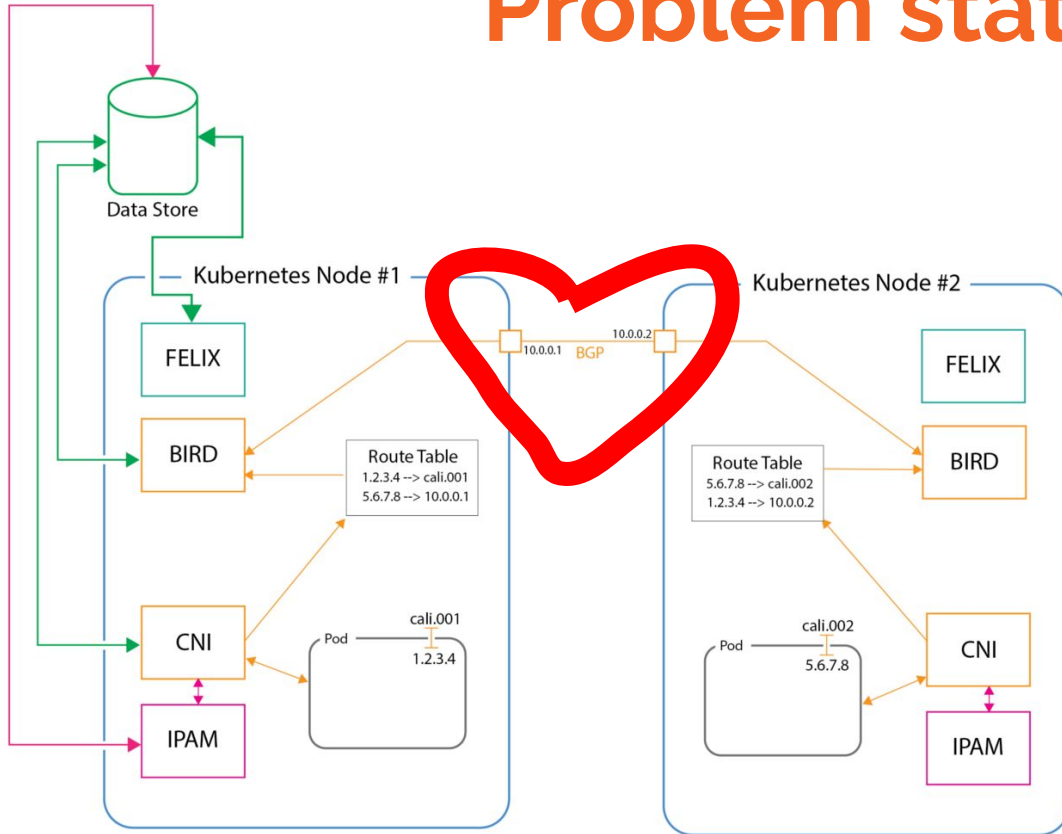 Problem stat
Data Store
Kubernetes Node #1
FELIX
BIRD
Route Table
1.2.3.4 --> cali.001
5.6.7.8 --> 10.0.0.1
CNI
IPAM
Pod
cali.001
1.2.3.4
10.0.0.1
BGP
10.0.0.2
Kubernetes Node #2
FELIX
BIRD
Route Table
5.6.7.8 --> cali.002
1.2.3.4 --> 10.0.0.2
Pod
cali.002
5.6.7.8
CNI
IPAM